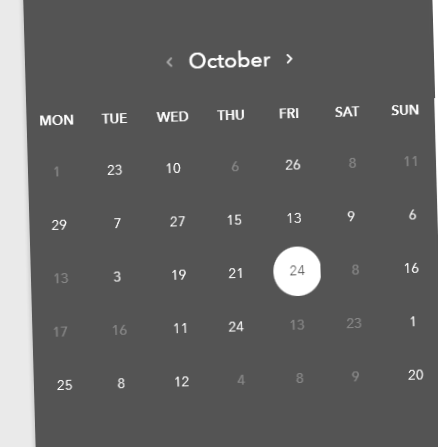 ‹ October ›
MON TUE WED THU FRI SAT SUN
1 23 10 6 26 8 11
29 7 27 15 13 9 6
13 3 19 21 24 8 16
17 16 11 24 13 23 1
25 8 12 4 8 9 20